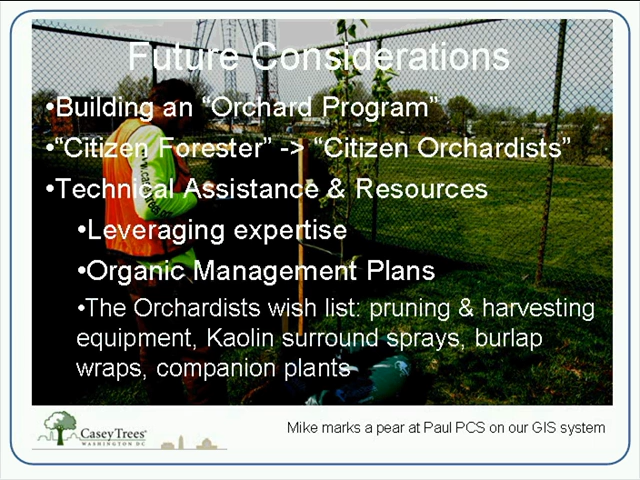 Future Considerations
•Building an “Orchard Program”
•“Citizen Forester” -> “Citizen Orchardists”
•Technical Assistance & Resources
•Leveraging expertise
•Organic Management Plans
•The Orchardists wish list: pruning & harvesting
equipment, Kaolin surround sprays, burlap
wraps, companion plants
Mike marks a pear at Paul PCS on our GIS system
Casey Trees
WASHINGTON DC